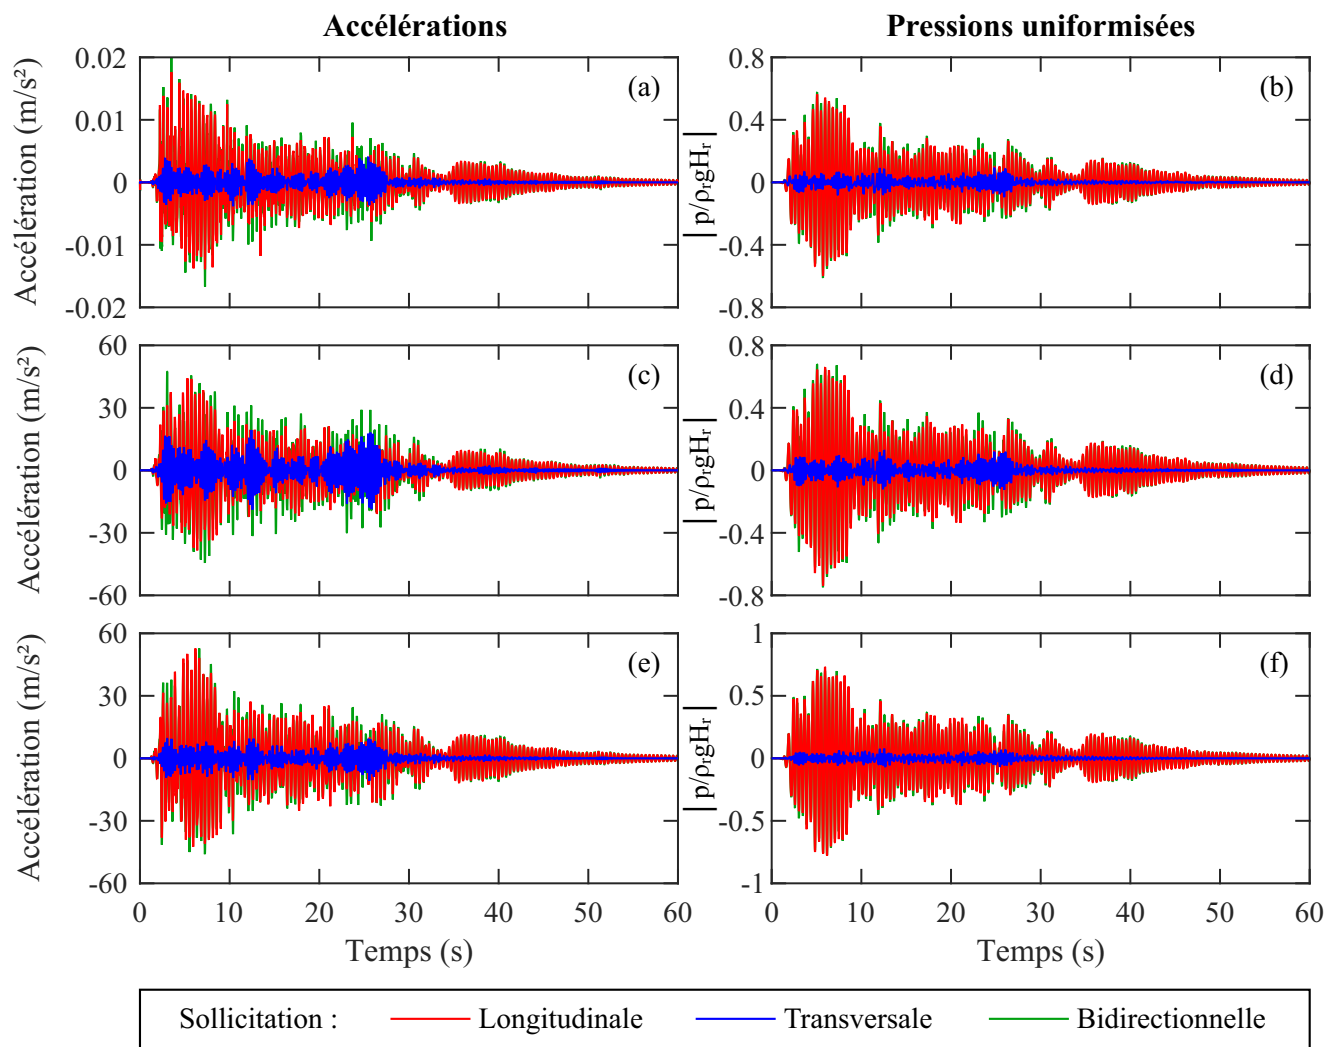 Accélérations
Pressions uniformisées
Accélération (m/s²)
0.02
0.01
0
-0.01
-0.02
(a)
|p/ρrgHr|
0.8
0.4
0
-0.4
-0.8
(b)
Accélération (m/s²)
60
30
0
-30
-60
(c)
|p/ρrgHr|
0.8
0.4
0
-0.4
-0.8
(d)
Accélération (m/s²)
60
30
0
-30
-60
(e)
|p/ρrgHr|
1
0.5
0
-0.5
-1
(f)
0 10 20 30 40 50 60
0 10 20 30 40 50 60
Temps (s)
Temps (s)
Sollicitation : Longitudinale Transversale Bidirectionnelle